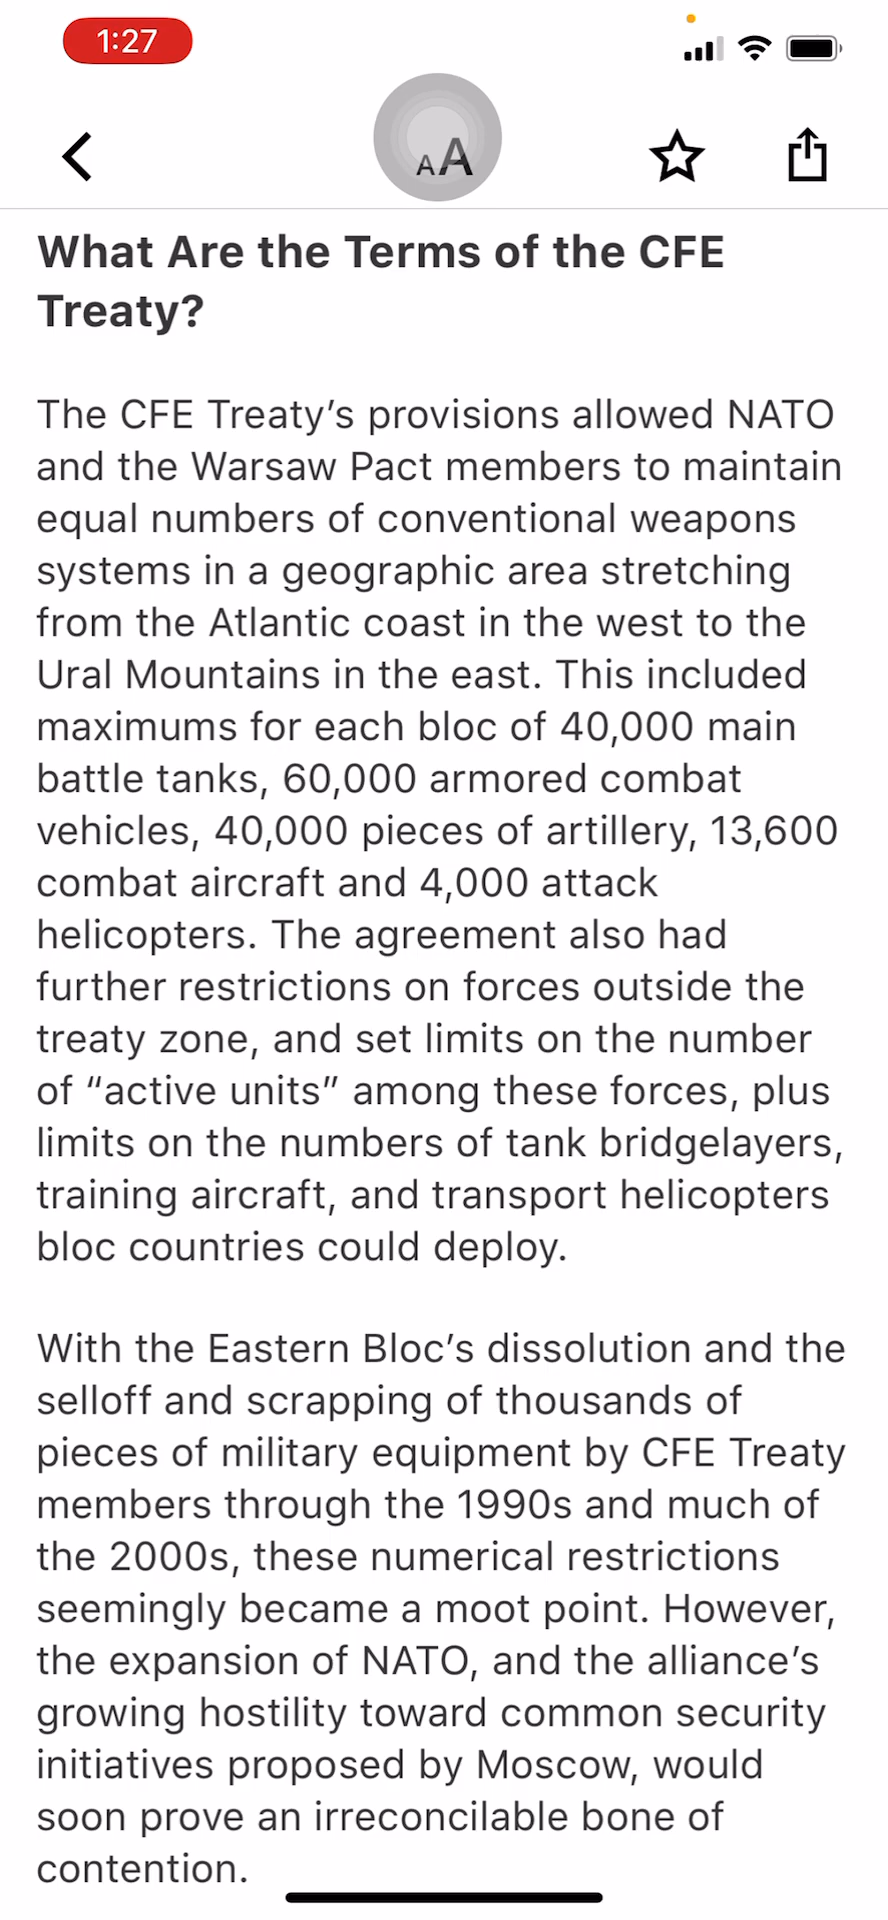 1:27
AA
What Are the Terms of the CFE
Treaty?
The CFE Treaty’s provisions allowed NATO
and the Warsaw Pact members to maintain
equal numbers of conventional weapons
systems in a geographic area stretching
from the Atlantic coast in the west to the
Ural Mountains in the east. This included
maximums for each bloc of 40,000 main
battle tanks, 60,000 armored combat
vehicles, 40,000 pieces of artillery, 13,600
combat aircraft and 4,000 attack
helicopters. The agreement also had
further restrictions on forces outside the
treaty zone, and set limits on the number
of “active units” among these forces, plus
limits on the numbers of tank bridgelayers,
training aircraft, and transport helicopters
bloc countries could deploy.
With the Eastern Bloc’s dissolution and the
selloff and scrapping of thousands of
pieces of military equipment by CFE Treaty
members through the 1990s and much of
the 2000s, these numerical restrictions
seemingly became a moot point. However,
the expansion of NATO, and the alliance’s
growing hostility toward common security
initiatives proposed by Moscow, would
soon prove an irreconcilable bone of
contention.